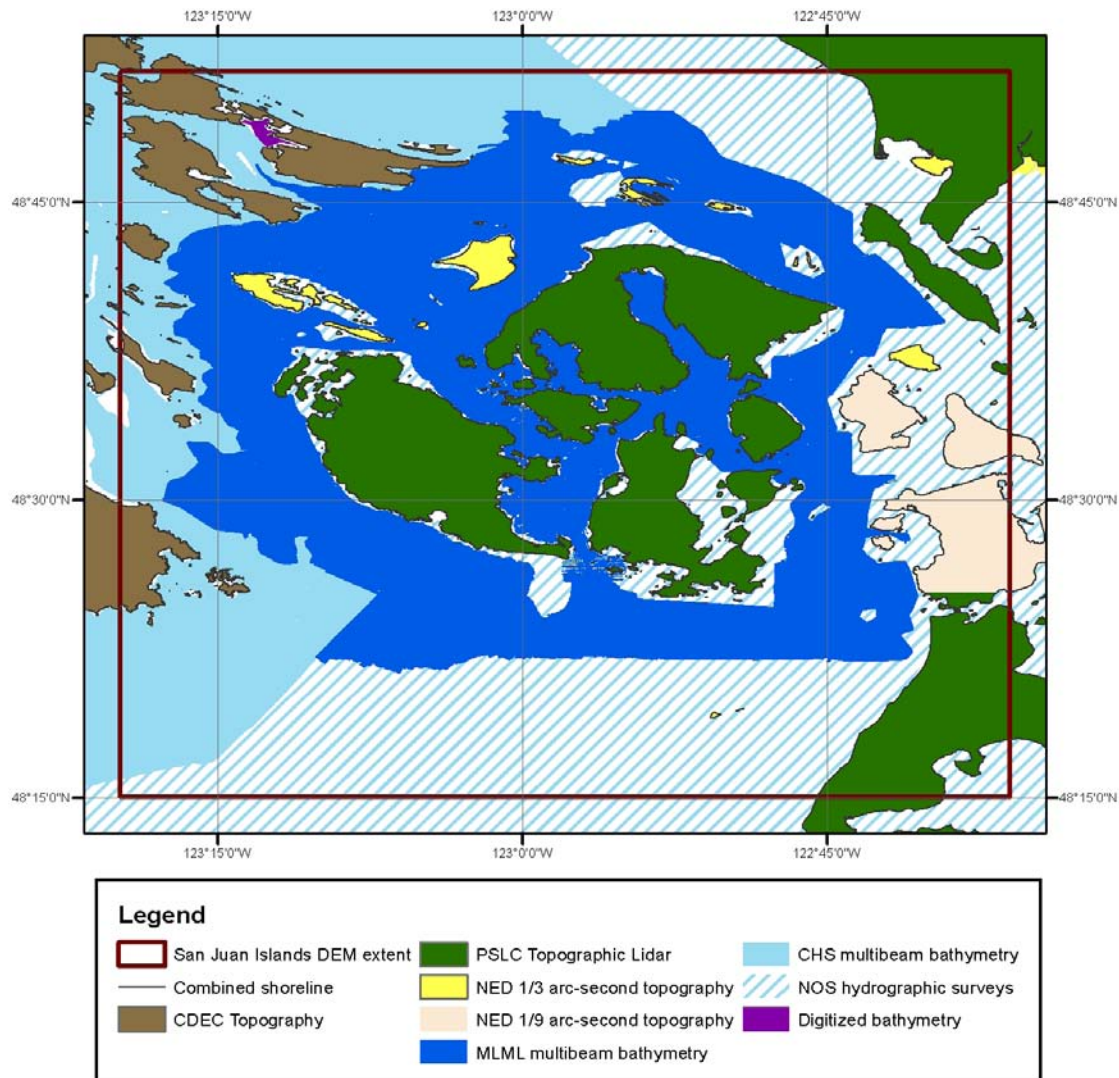 123°15'0"W 123°0'0"W 122°45'0"W
48°45'0"N 48°45'0"N
48°30'0"N 48°30'0"N
48°15'0"N 48°15'0"N
123°15'0"W 123°0'0"W 122°45'0"W
Legend
San Juan Islands DEM extent
Combined shoreline
CDEC Topography
PSLC Topographic Lidar
NED 1/3 arc-second topography
NED 1/9 arc-second topography
MLML multibeam bathymetry
CHS multibeam bathymetry
NOS hydrographic surveys
Digitized bathymetry